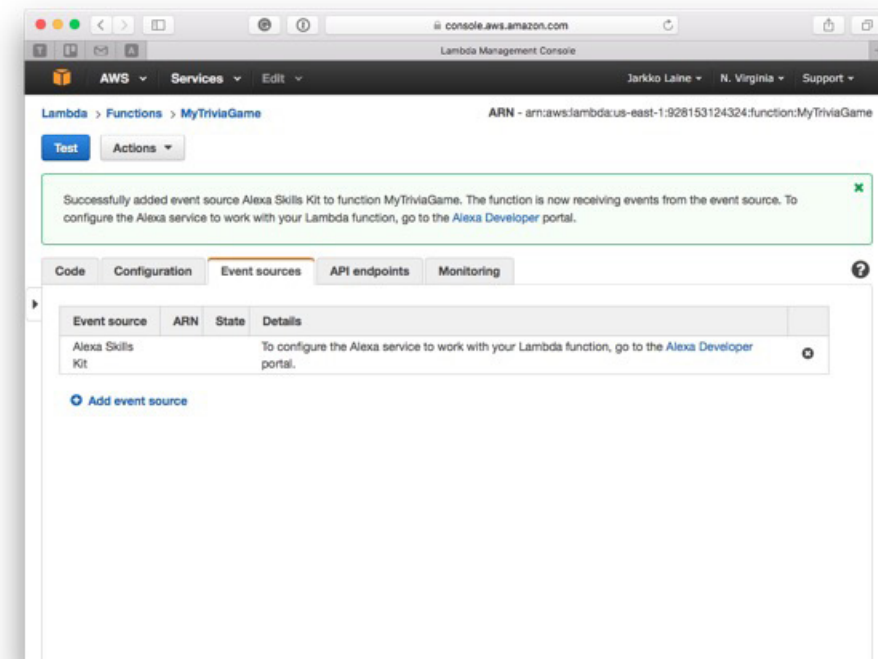 console.aws.amazon.com
T A
Lambda Management Console
AWS Services Edit Jarkko Laine N. Virginia Support
Lambda > Functions > MyTriviaGame ARN - arn:aws:lambda:us-east-1:928153124324:function:MyTriviaGame
Test Actions
Successfully added event source Alexa Skills Kit to function MyTriviaGame. The function is now receiving events from the event source. To
configure the Alexa service to work with your Lambda function, go to the Alexa Developer portal.
Code Configuration Event sources API endpoints Monitoring
Event source ARN State Details
Alexa Skills To configure the Alexa service to work with your Lambda function, go to the Alexa Developer
Kit portal.
Add event source